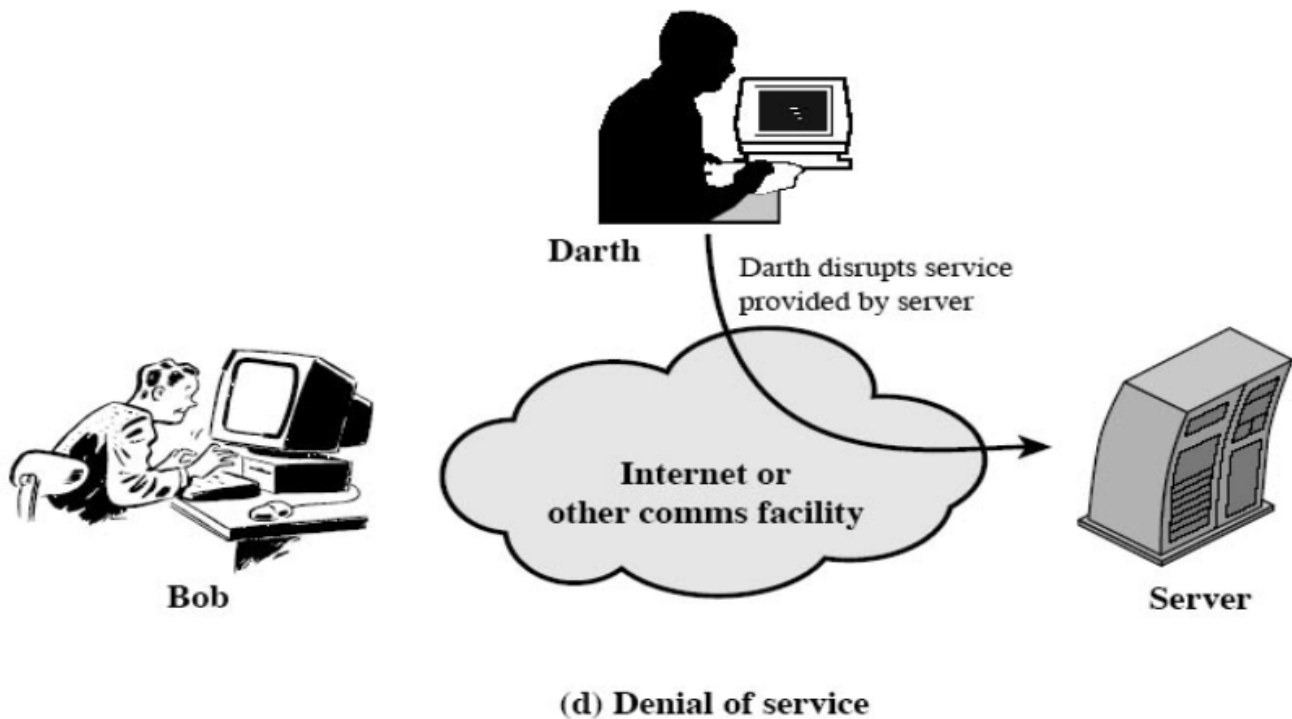 Darth
Darth disrupts service
provided by server
Internet or
other comms facility
Bob
Server
(d) Denial of service